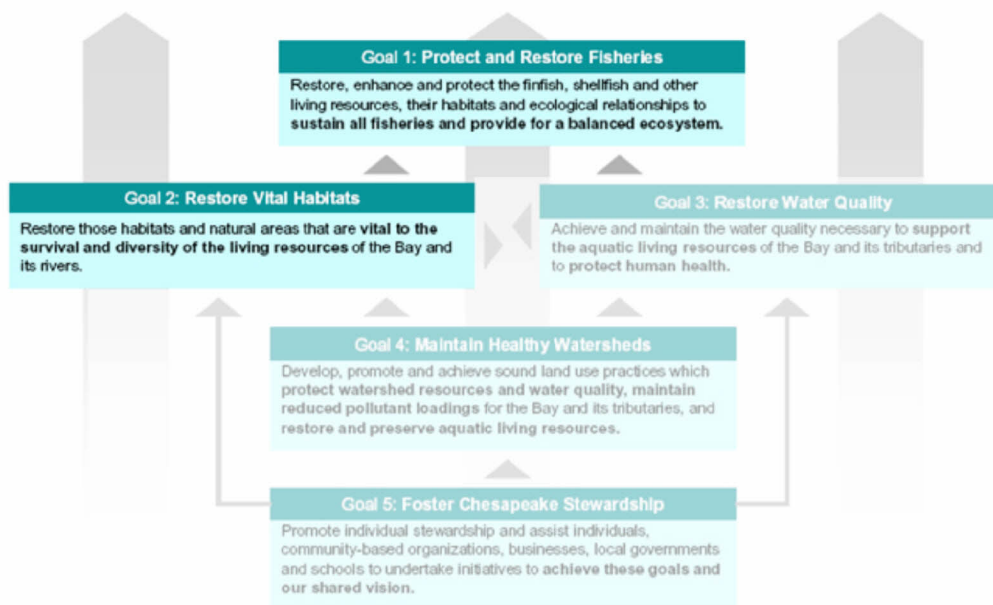 Goal 1: Protect and Restore Fisheries
Restore, enhance and protect the finfish, shellfish and other
living resources, their habitats and ecological relationships to
sustain all fisheries and provide for a balanced ecosystem.
Goal 2: Restore Vital Habitats
Restore those habitats and natural areas that are vital to the
survival and diversity of the living resources of the Bay and
its rivers.
Goal 3: Restore Water Quality
Achieve and maintain the water quality necessary to support
the aquatic living resources of the Bay and its tributaries and
to protect human health.
Goal 4: Maintain Healthy Watersheds
Develop, promote and achieve sound land use practices which
protect watershed resources and water quality, maintain
reduced pollutant loadings for the Bay and its tributaries, and
restore and preserve aquatic living resources.
Goal 5: Foster Chesapeake Stewardship
Promote individual stewardship and assist individuals,
community-based organizations, businesses, local governments
and schools to undertake initiatives to achieve these goals and
our shared vision.